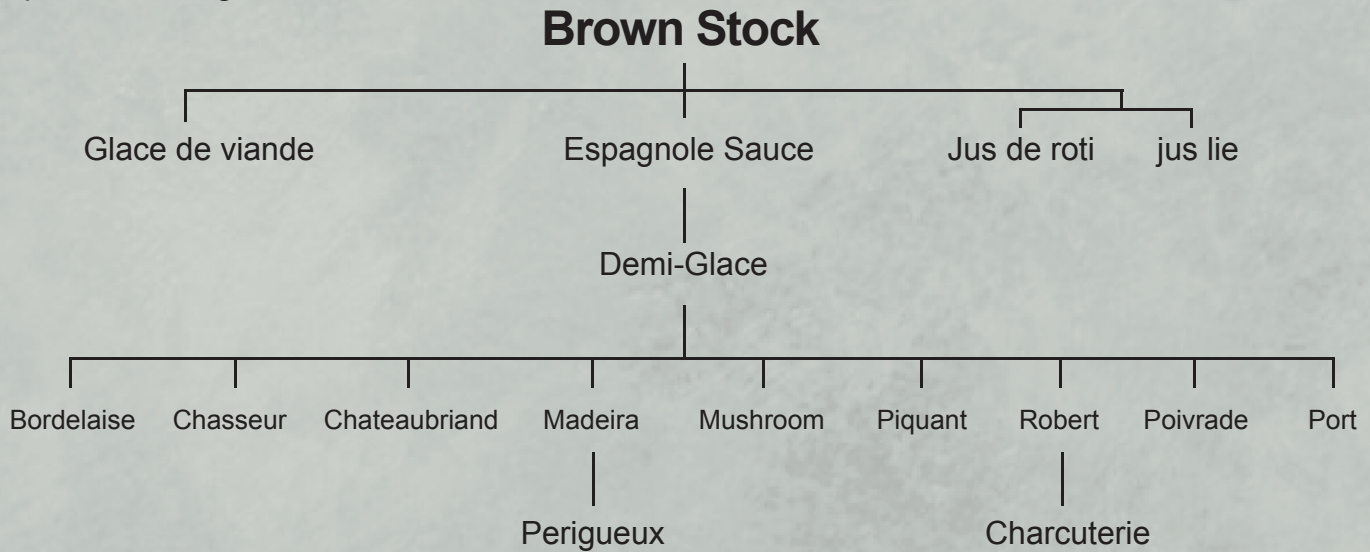 Brown Stock
Glace de viande Espagnole Sauce Jus de roti jus lie
Demi-Glace
Bordelaise Chasseur Chateaubriand Madeira Mushroom Piquant Robert Poivrade Port
Perigueux Charcuterie